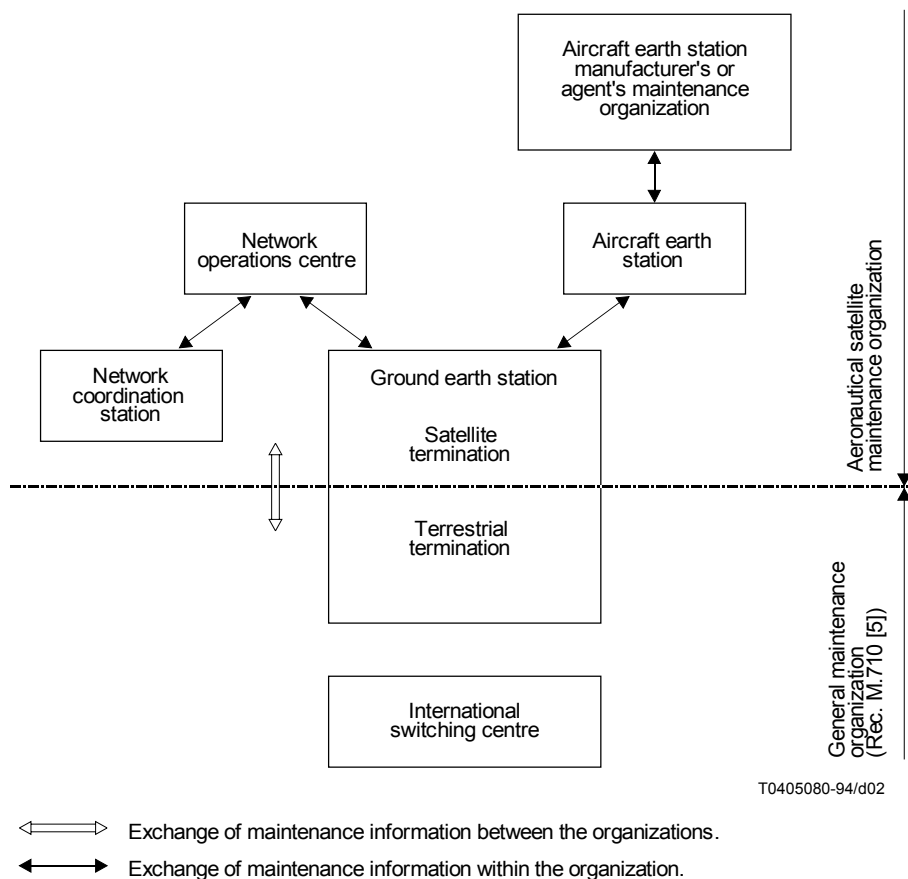 Aircraft earth station
manufacturer's or
agent's maintenance
organization
Network
operations centre
Aircraft earth
station
Network
coordination
station
Ground earth station
Satellite
termination
Terrestrial
termination
International
switching centre
Aeronautical satellite
maintenance organization
General maintenance
organization
(Rec. M.710 [5])
T0405080-94/d02
Exchange of maintenance information between the organizations.
Exchange of maintenance information within the organization.